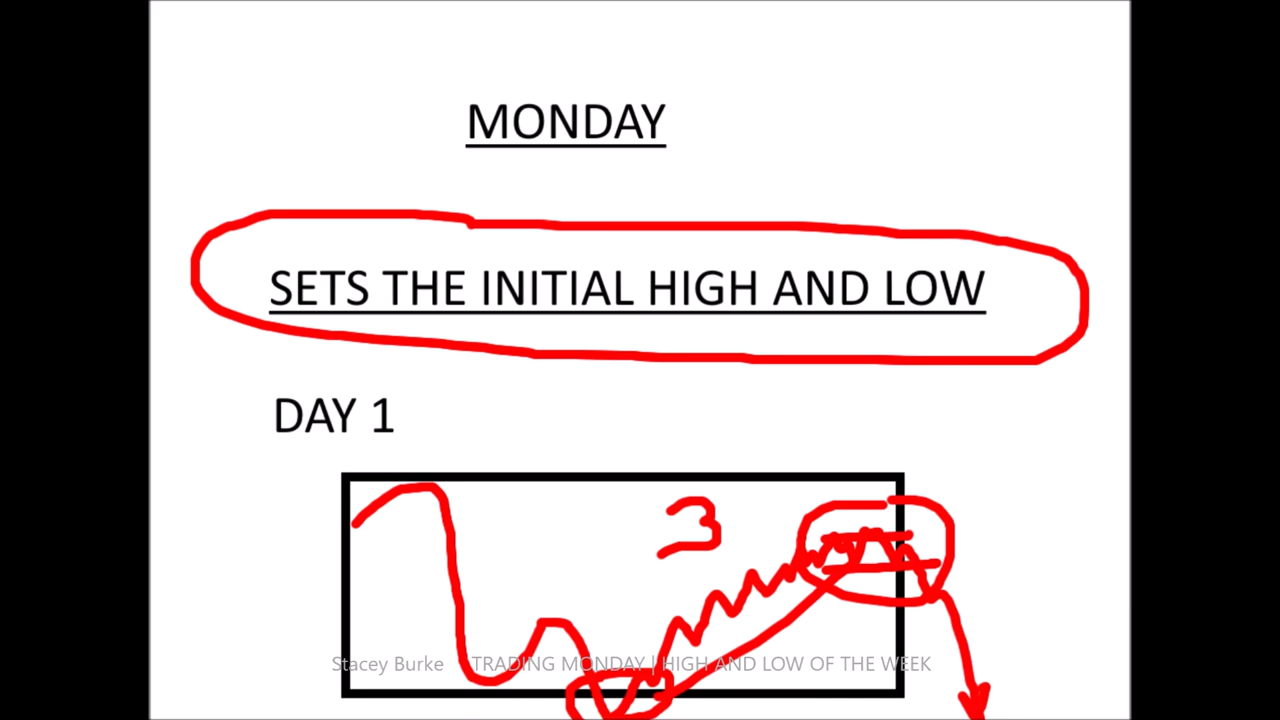 MONDAY
SETS THE INITIAL HIGH AND LOW
DAY 1
3
Stacey Burke TRADING MONDAY | HIGH AND LOW OF THE WEEK